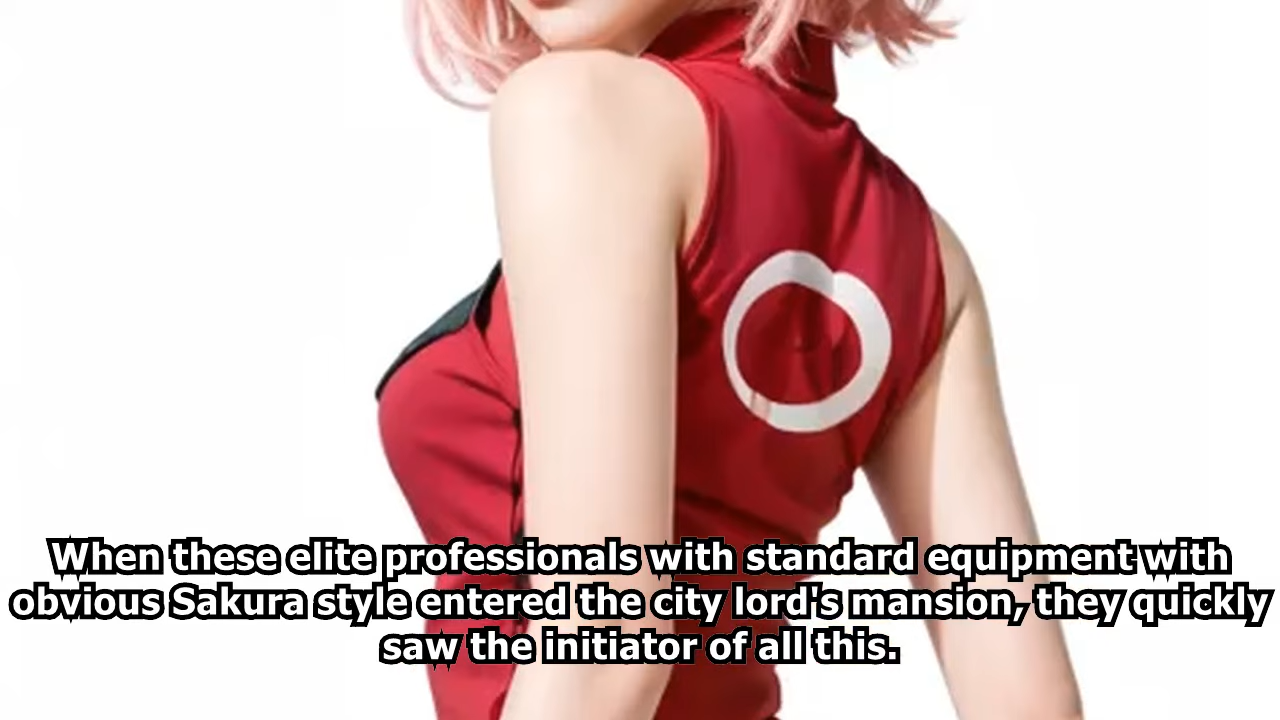 When these elite professionals with standard equipment with
obvious Sakura style entered the city lord's mansion, they quickly
saw the initiator of all this.